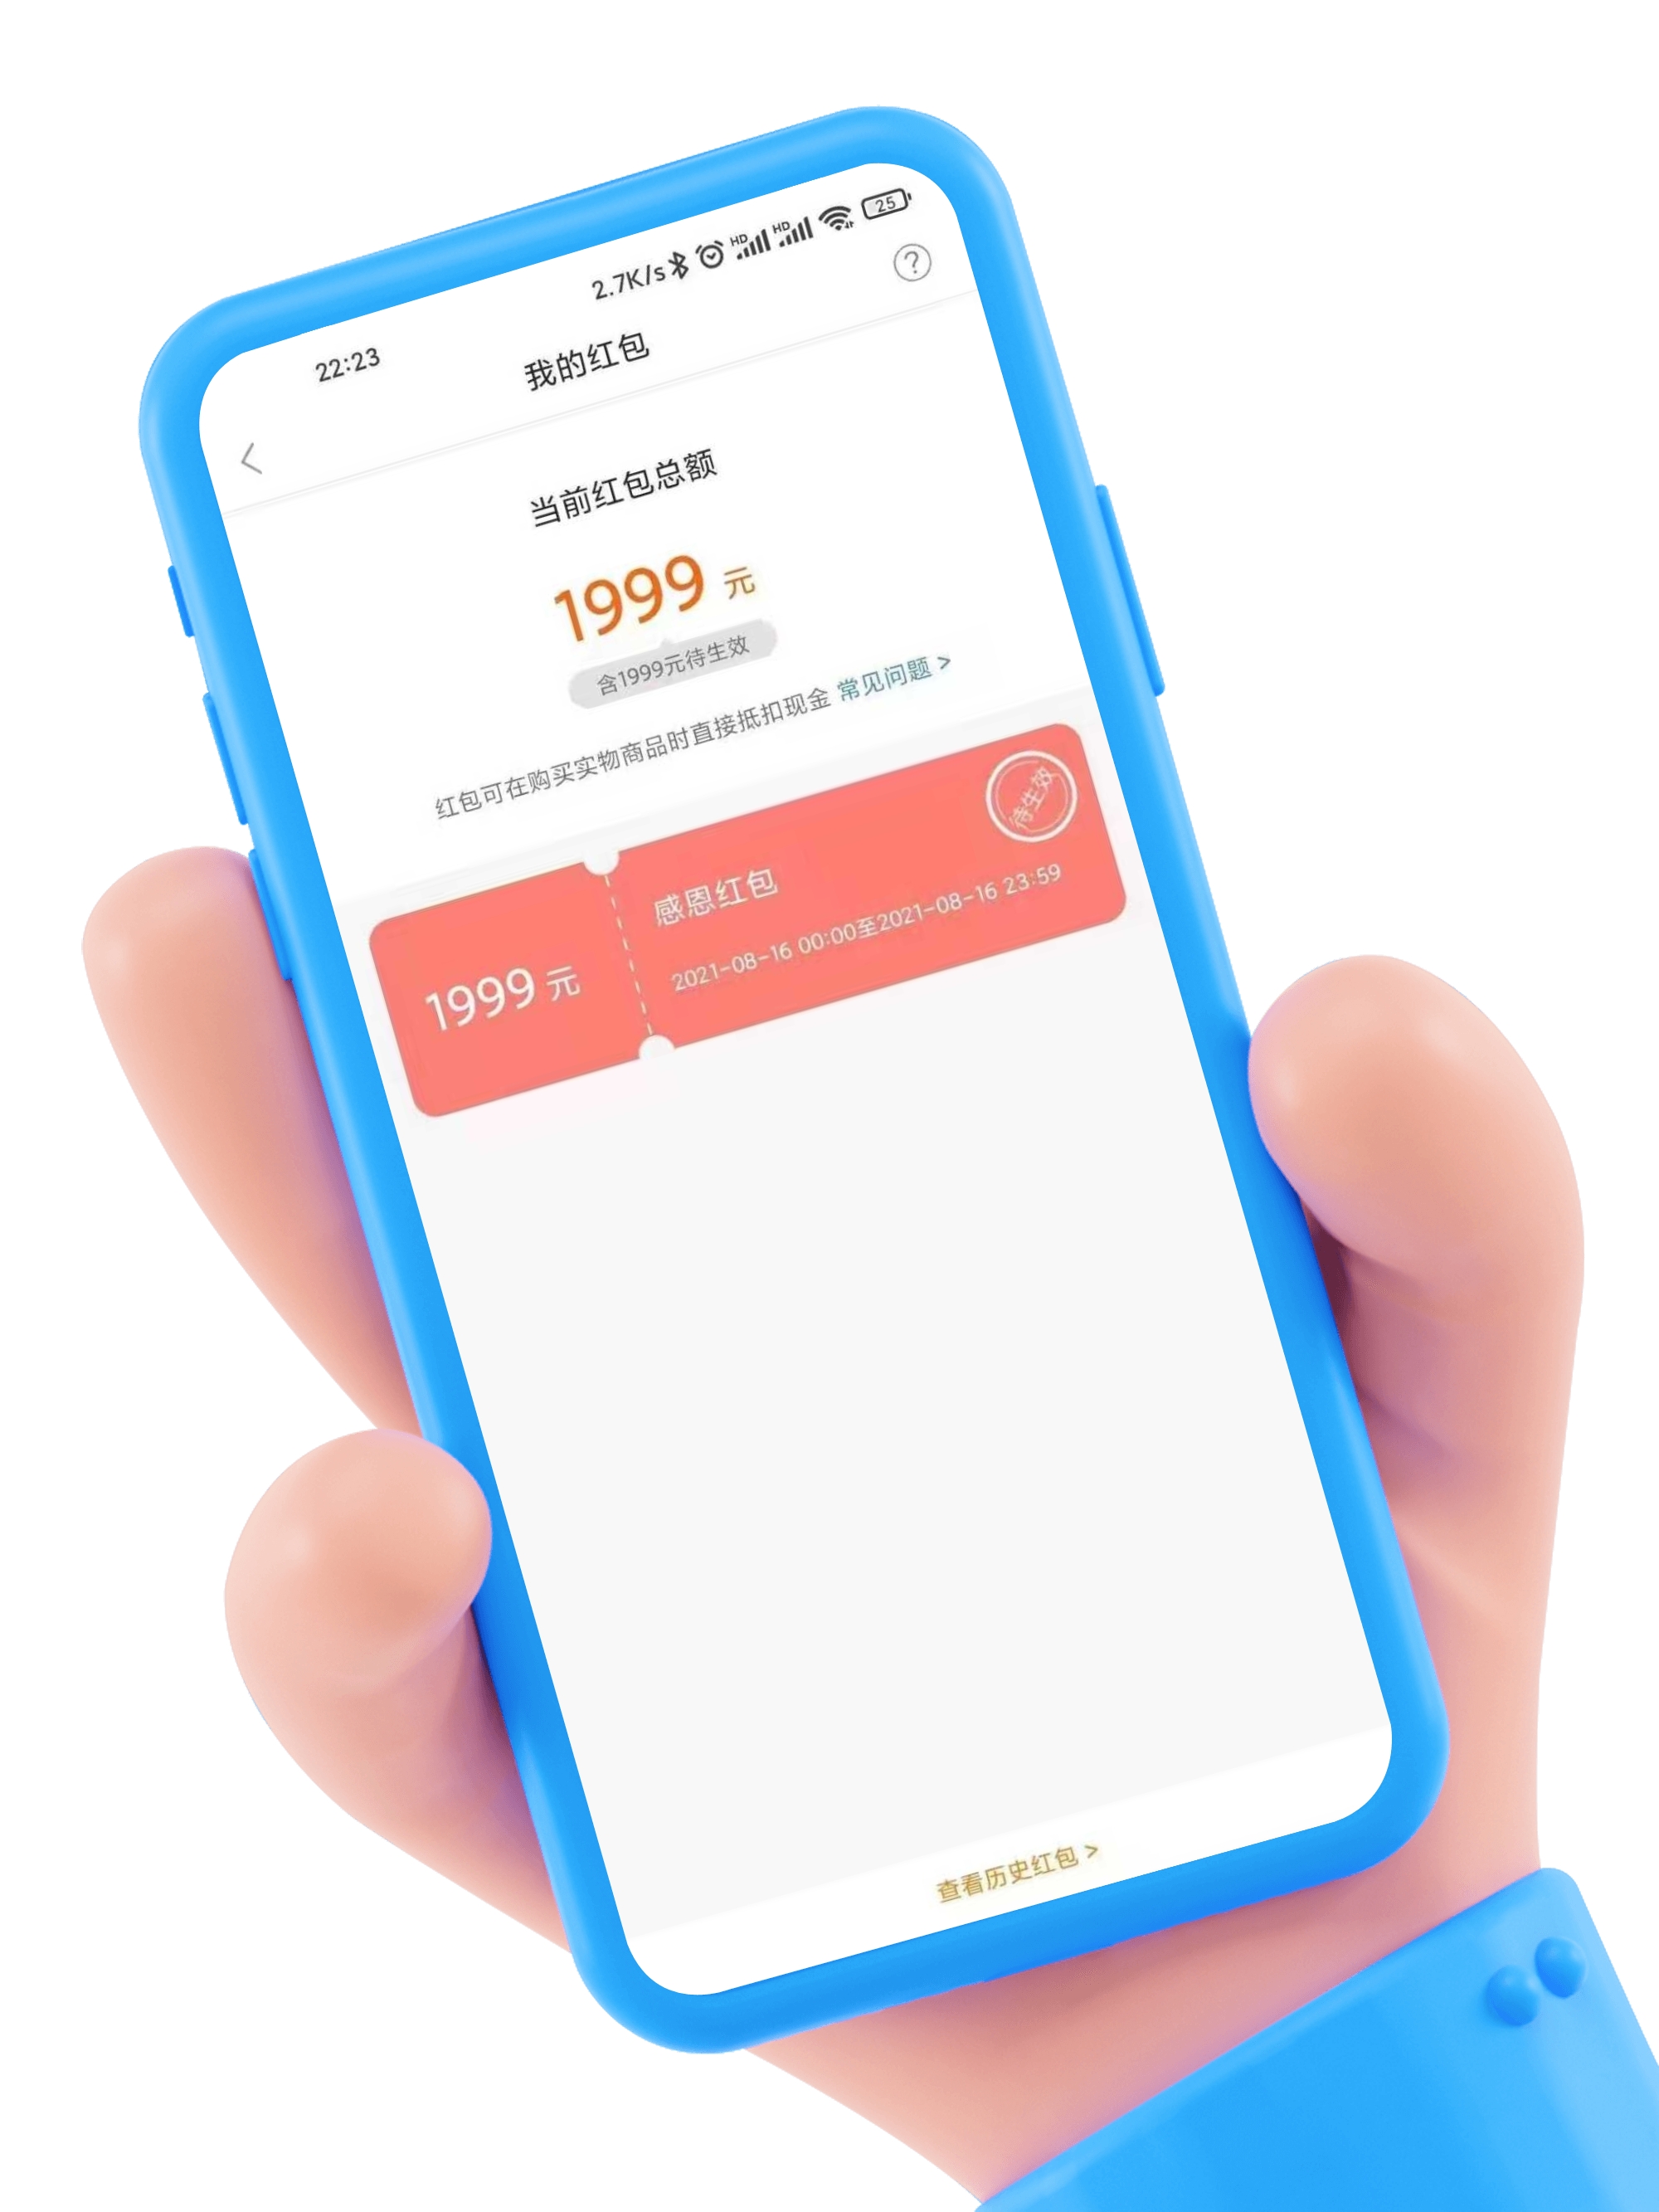 22:23 2.7K/s HD HD 25
我的红包
当前红包总额
1999 元
含1999元待生效
红包可在购买实物商品时直接抵扣现金 常见问题 >
待生效
感恩红包
1999 元
2021-08-16 00:00至2021-08-16 23:59
查看历史红包 >